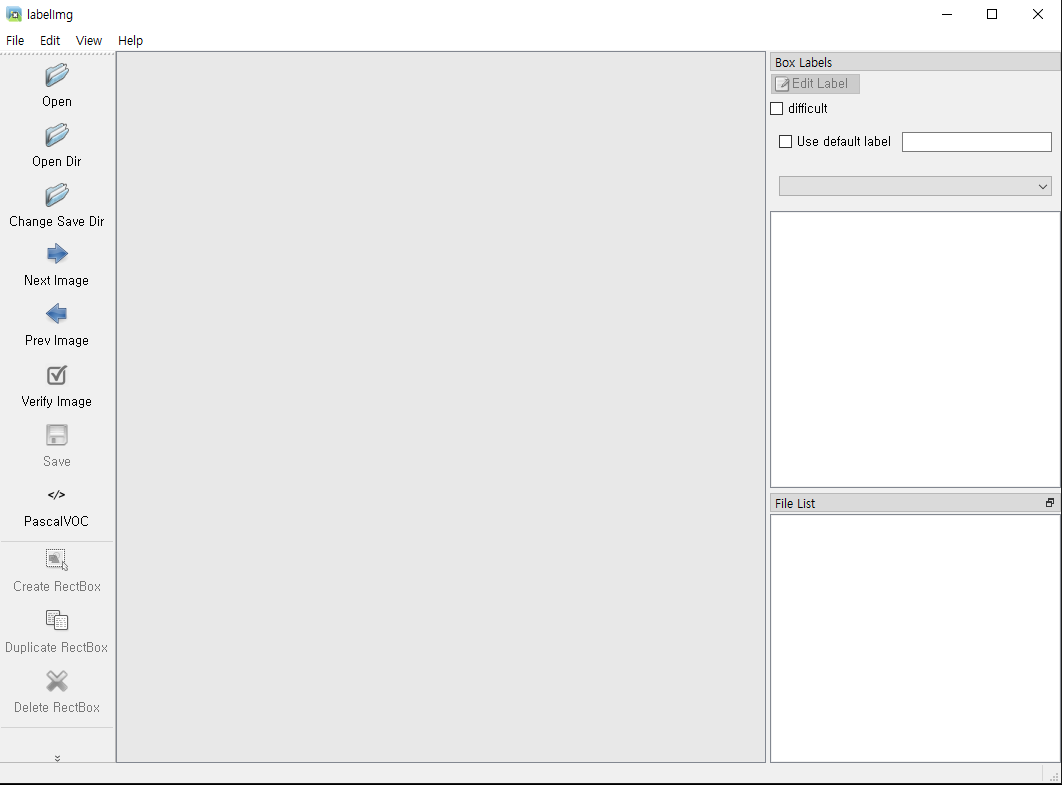 labelImg
File Edit View Help
Open
Open Dir
Change Save Dir
Next Image
Prev Image
Verify Image
Save
</>
PascalVOC
Create RectBox
Duplicate RectBox
Delete RectBox
Box Labels
Edit Label
difficult
Use default label
File List